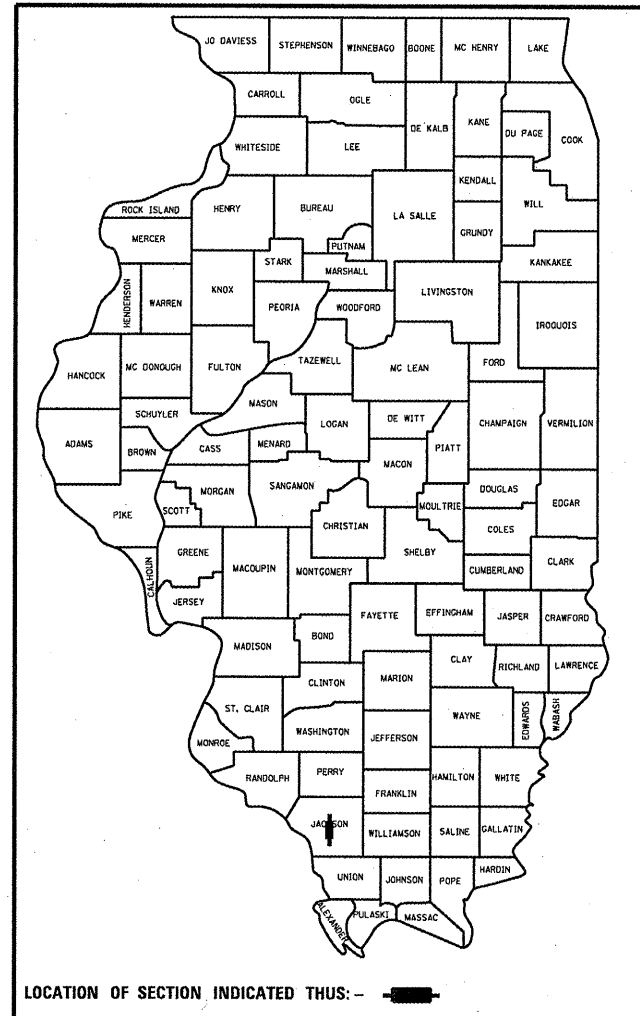 JO DAVIESS STEPHENSON WINNEBAGO BOONE MC HENRY LAKE
CARROLL OGLE DE KALB KANE DU PAGE COOK
WHITESIDE LEE
KENDALL
ROCK ISLAND HENRY BUREAU LA SALLE GRUNDY WILL
MERCER PUTNAM
STARK MARSHALL KANKAKEE
HENDERSON WARREN KNOX PEORIA WOODFORD LIVINGSTON
IROQUOIS
HANCOCK MC DONOUGH FULTON TAZEWELL MC LEAN FORD
MASON
SCHUYLER LOGAN DE WITT CHAMPAIGN VERMILION
ADAMS BROWN CASS MENARD MACON PIATT
SANGAMON DOUGLAS
PIKE SCOTT MORGAN CHRISTIAN MOULTRIE EDGAR
COLES
CALHOUN GREENE MACOUPIN MONTGOMERY SHELBY CUMBERLAND CLARK
JERSEY
FAYETTE EFFINGHAM JASPER CRAWFORD
MADISON BOND
CLAY RICHLAND LAWRENCE
CLINTON MARION
ST. CLAIR WAYNE EDWARDS WABASH
MONROE WASHINGTON JEFFERSON
RANDOLPH PERRY HAMILTON WHITE
FRANKLIN
JACKSON WILLIAMSON SALINE GALLATIN
UNION JOHNSON POPE HARDIN
ALEXANDER PULASKI MASSAC
LOCATION OF SECTION INDICATED THUS: -